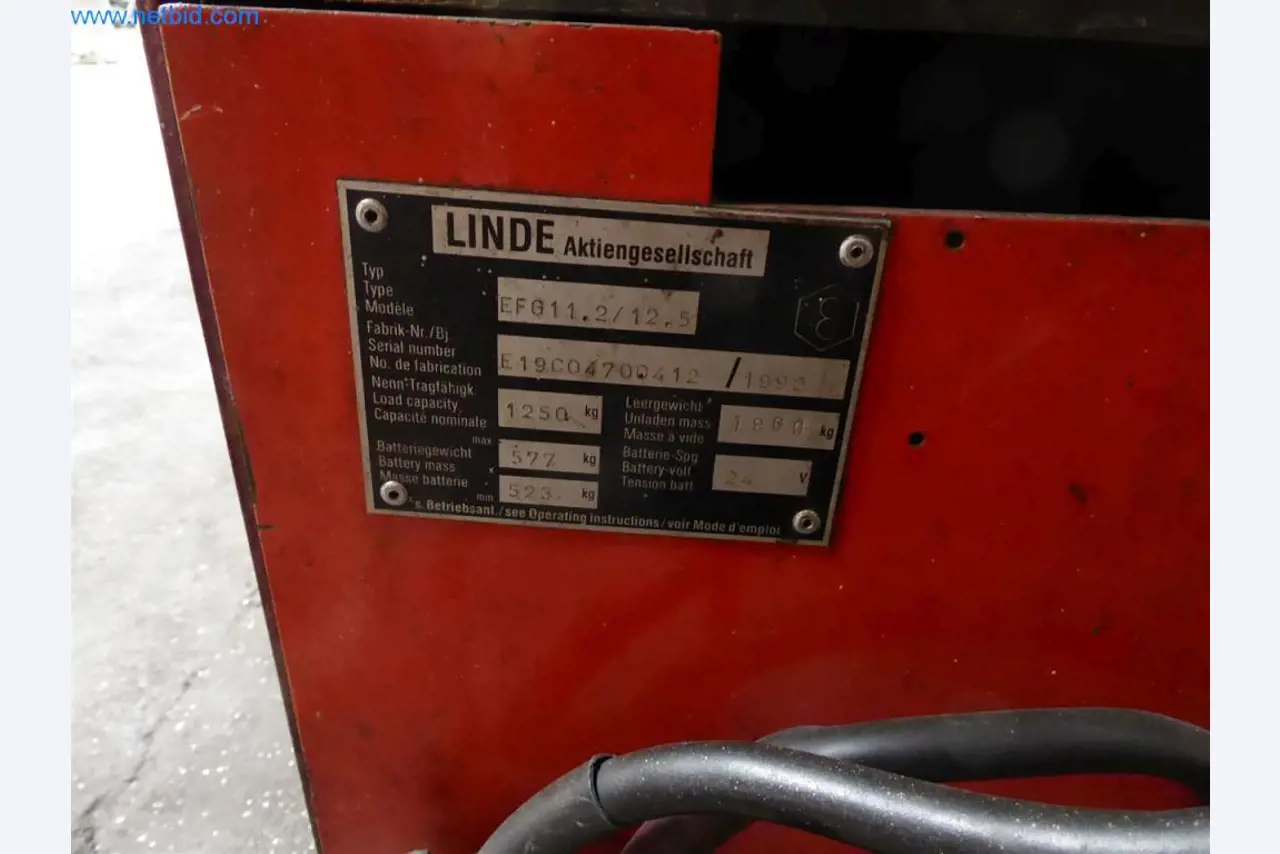 www.netbid.com
LINDE Aktiengesellschaft
Typ
Type
Modèle
EFG11.2/12.5
Fabrik-Nr./Bj
Serial number
No. de fabrication
E19C04700412 /
Nenn-Tragfähigk
Load capacity
Capacité nominale
1250 kg
Leergewicht
Unladen mass
Masse à vide
kg
Batteriegewicht
Battery mass
Masse batterie
max
577 kg
min
523 kg
Batterie-Spg
Battery-volt
Tension batt
24 V
s. Betriebsanl./see Operating instructions/voir Mode d'emploi